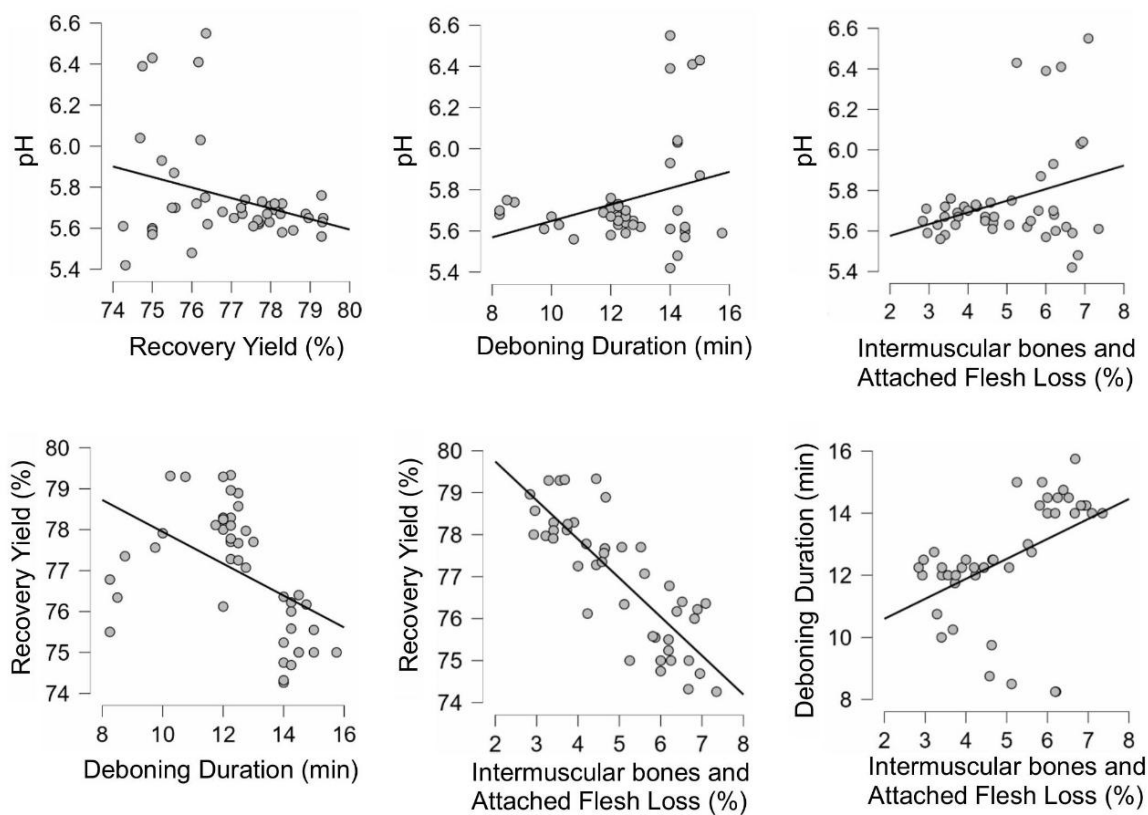 6.6
6.4
6.2
6.0
5.8
5.6
5.4
pH
74 75 76 77 78 79 80
Recovery Yield (%)
6.6
6.4
6.2
6.0
5.8
5.6
5.4
pH
8 10 12 14 16
Deboning Duration (min)
6.6
6.4
6.2
6.0
5.8
5.6
5.4
pH
2 3 4 5 6 7 8
Intermuscular bones and
Attached Flesh Loss (%)
80
79
78
77
76
75
74
Recovery Yield (%)
8 10 12 14 16
Deboning Duration (min)
80
79
78
77
76
75
74
Recovery Yield (%)
2 3 4 5 6 7 8
Intermuscular bones and
Attached Flesh Loss (%)
16
14
12
10
8
Deboning Duration (min)
2 3 4 5 6 7 8
Intermuscular bones and
Attached Flesh Loss (%)